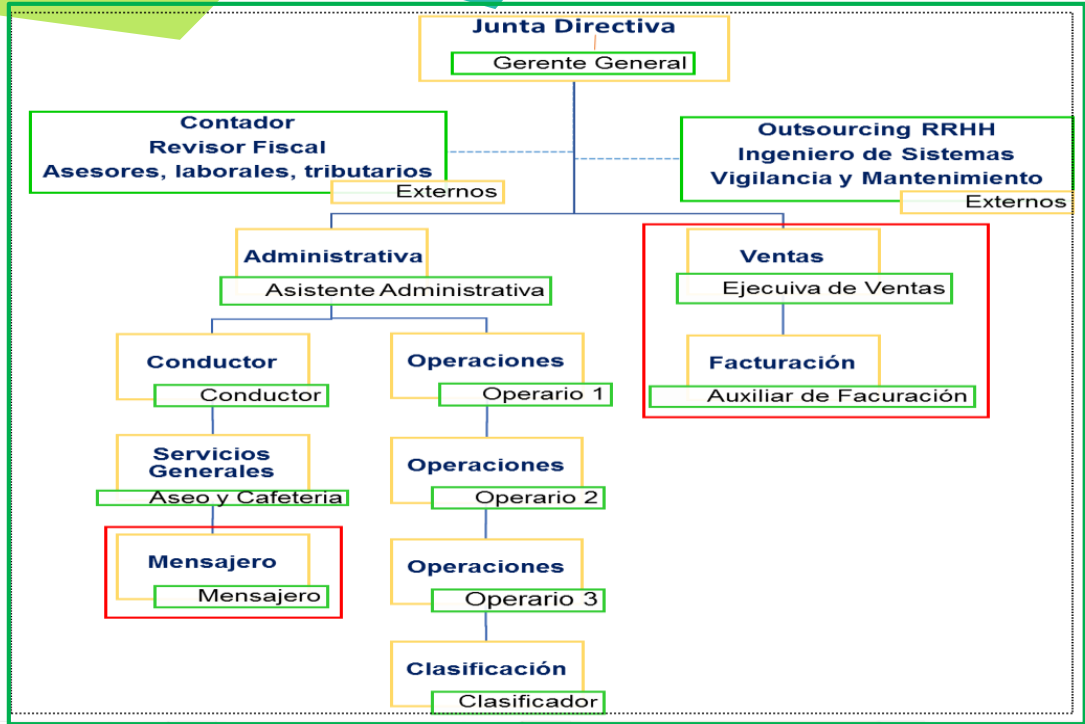 Junta Directiva
Gerente General
Contador
Revisor Fiscal
Asesores, laborales, tributarios
Externos
Outsourcing RRHH
Ingeniero de Sistemas
Vigilancia y Mantenimiento
Externos
Administrativa
Asistente Administrativa
Ventas
Ejecuiva de Ventas
Conductor
Conductor
Operaciones
Operario 1
Facturación
Auxiliar de Facuración
Servicios
Generales
Aseo y Cafeteria
Operaciones
Operario 2
Mensajero
Mensajero
Operaciones
Operario 3
Clasificación
Clasificador